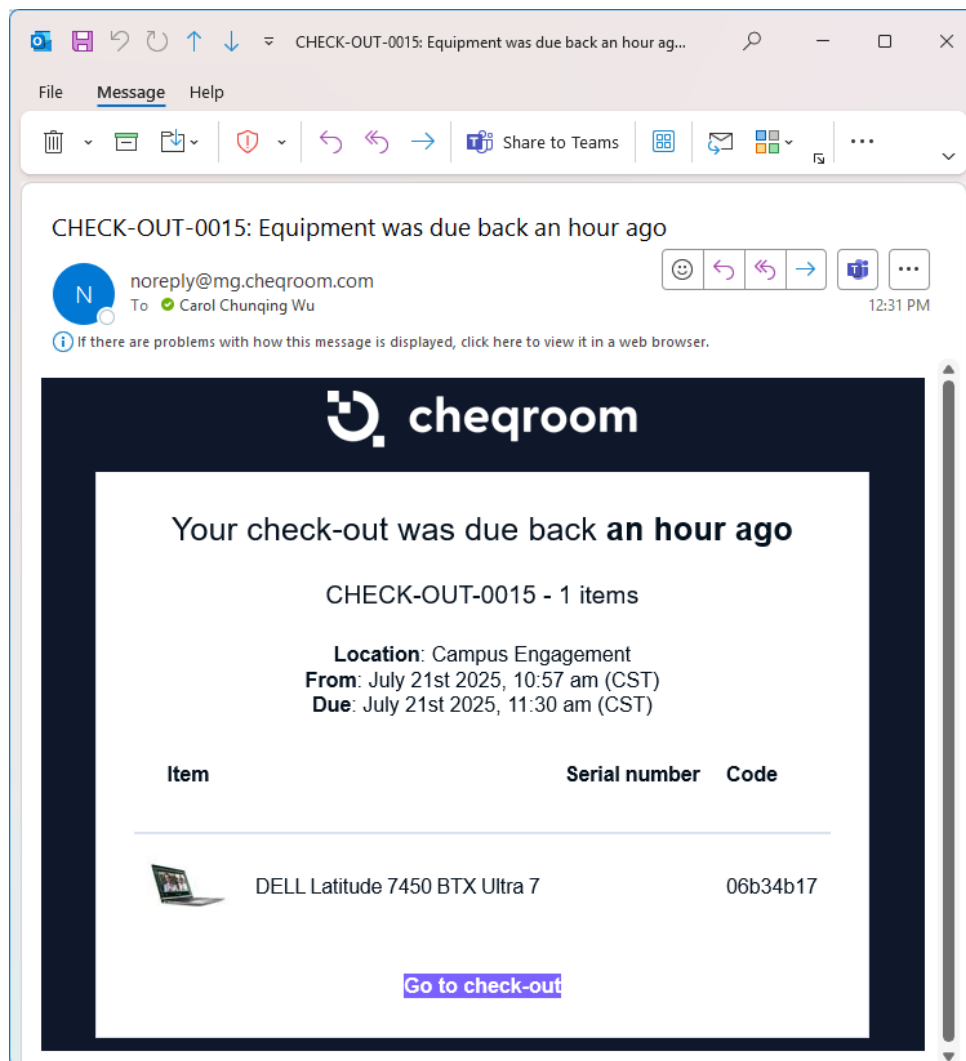 CHECK-OUT-0015: Equipment was due back an hour ag...
File Message Help
Share to Teams
CHECK-OUT-0015: Equipment was due back an hour ago
N
noreply@mg.cheqroom.com
To Carol Chunqing Wu
12:31 PM
If there are problems with how this message is displayed, click here to view it in a web browser.
cheqroom
Your check-out was due back an hour ago
CHECK-OUT-0015 - 1 items
Location: Campus Engagement
From: July 21st 2025, 10:57 am (CST)
Due: July 21st 2025, 11:30 am (CST)
Item Serial number Code
DELL Latitude 7450 BTX Ultra 7 06b34b17
Go to check-out